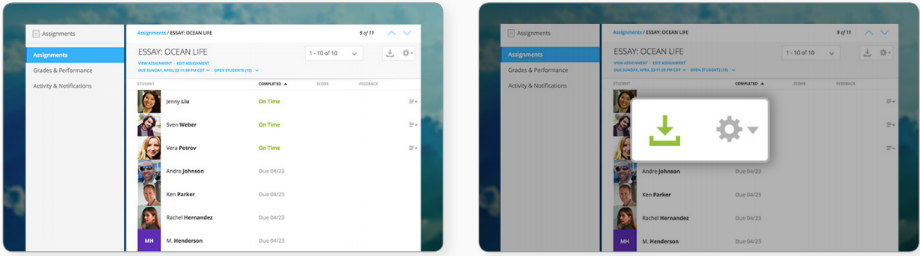 Assignments
Assignments / ESSAY: OCEAN LIFE
9 of 11
Assignments
Grades & Performance
Activity & Notifications
ESSAY: OCEAN LIFE
1 - 10 of 10
VIEW ASSIGNMENT · EDIT ASSIGNMENT
DUE SUNDAY, APRIL 23 11:59 PM CDT OPEN STUDENTS (10)
STUDENT COMPLETED SCORE FEEDBACK
Jenny Liu On Time
Sven Weber On Time
Vera Petrov On Time
Andre Johnson Due 04/23
Ken Parker Due 04/23
Rachel Hernandez Due 04/23
MH M. Henderson Due 04/23
Assignments
Assignments / ESSAY: OCEAN LIFE
9 of 11
Assignments
Grades & Performance
Activity & Notifications
ESSAY: OCEAN LIFE
1 - 10 of 10
VIEW ASSIGNMENT · EDIT ASSIGNMENT
DUE SUNDAY, APRIL 23 11:59 PM CDT OPEN STUDENTS (10)
STUDENT COMPLETED SCORE FEEDBACK
Andre Johnson Due 04/23
Ken Parker Due 04/23
Rachel Hernandez Due 04/23
MH M. Henderson Due 04/23